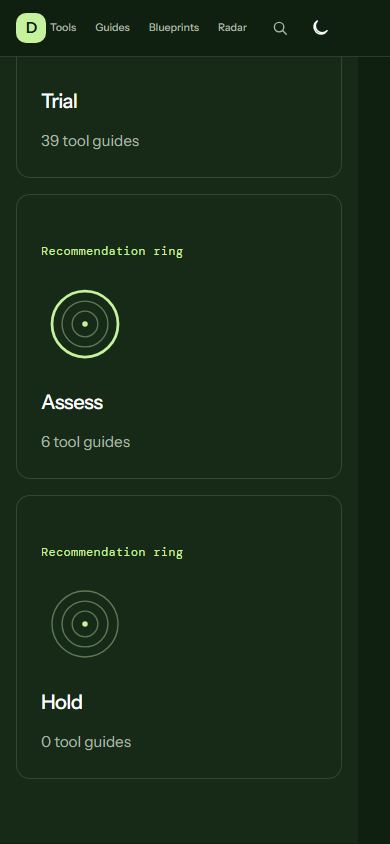 D Tools Guides Blueprints Radar
Trial
39 tool guides
Recommendation ring
Assess
6 tool guides
Recommendation ring
Hold
0 tool guides